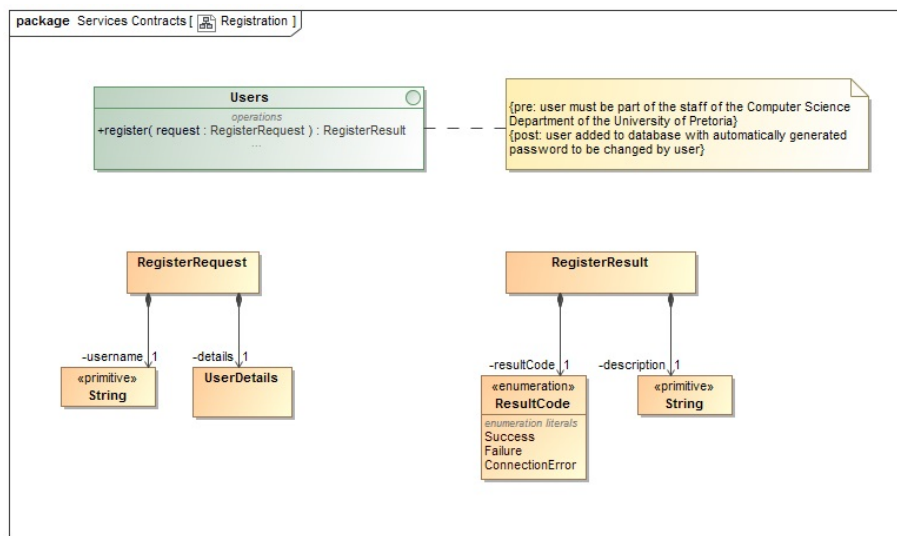 package Services Contracts [ Registration ]
Users
operations
+register( request : RegisterRequest ) : RegisterResult
...
{pre: user must be part of the staff of the Computer Science
Department of the University of Pretoria}
{post: user added to database with automatically generated
password to be changed by user}
RegisterRequest
RegisterResult
-username 1
-details 1
-resultCode 1
-description 1
«primitive»
String
UserDetails
«enumeration»
ResultCode
enumeration literals
Success
Failure
ConnectionError
«primitive»
String